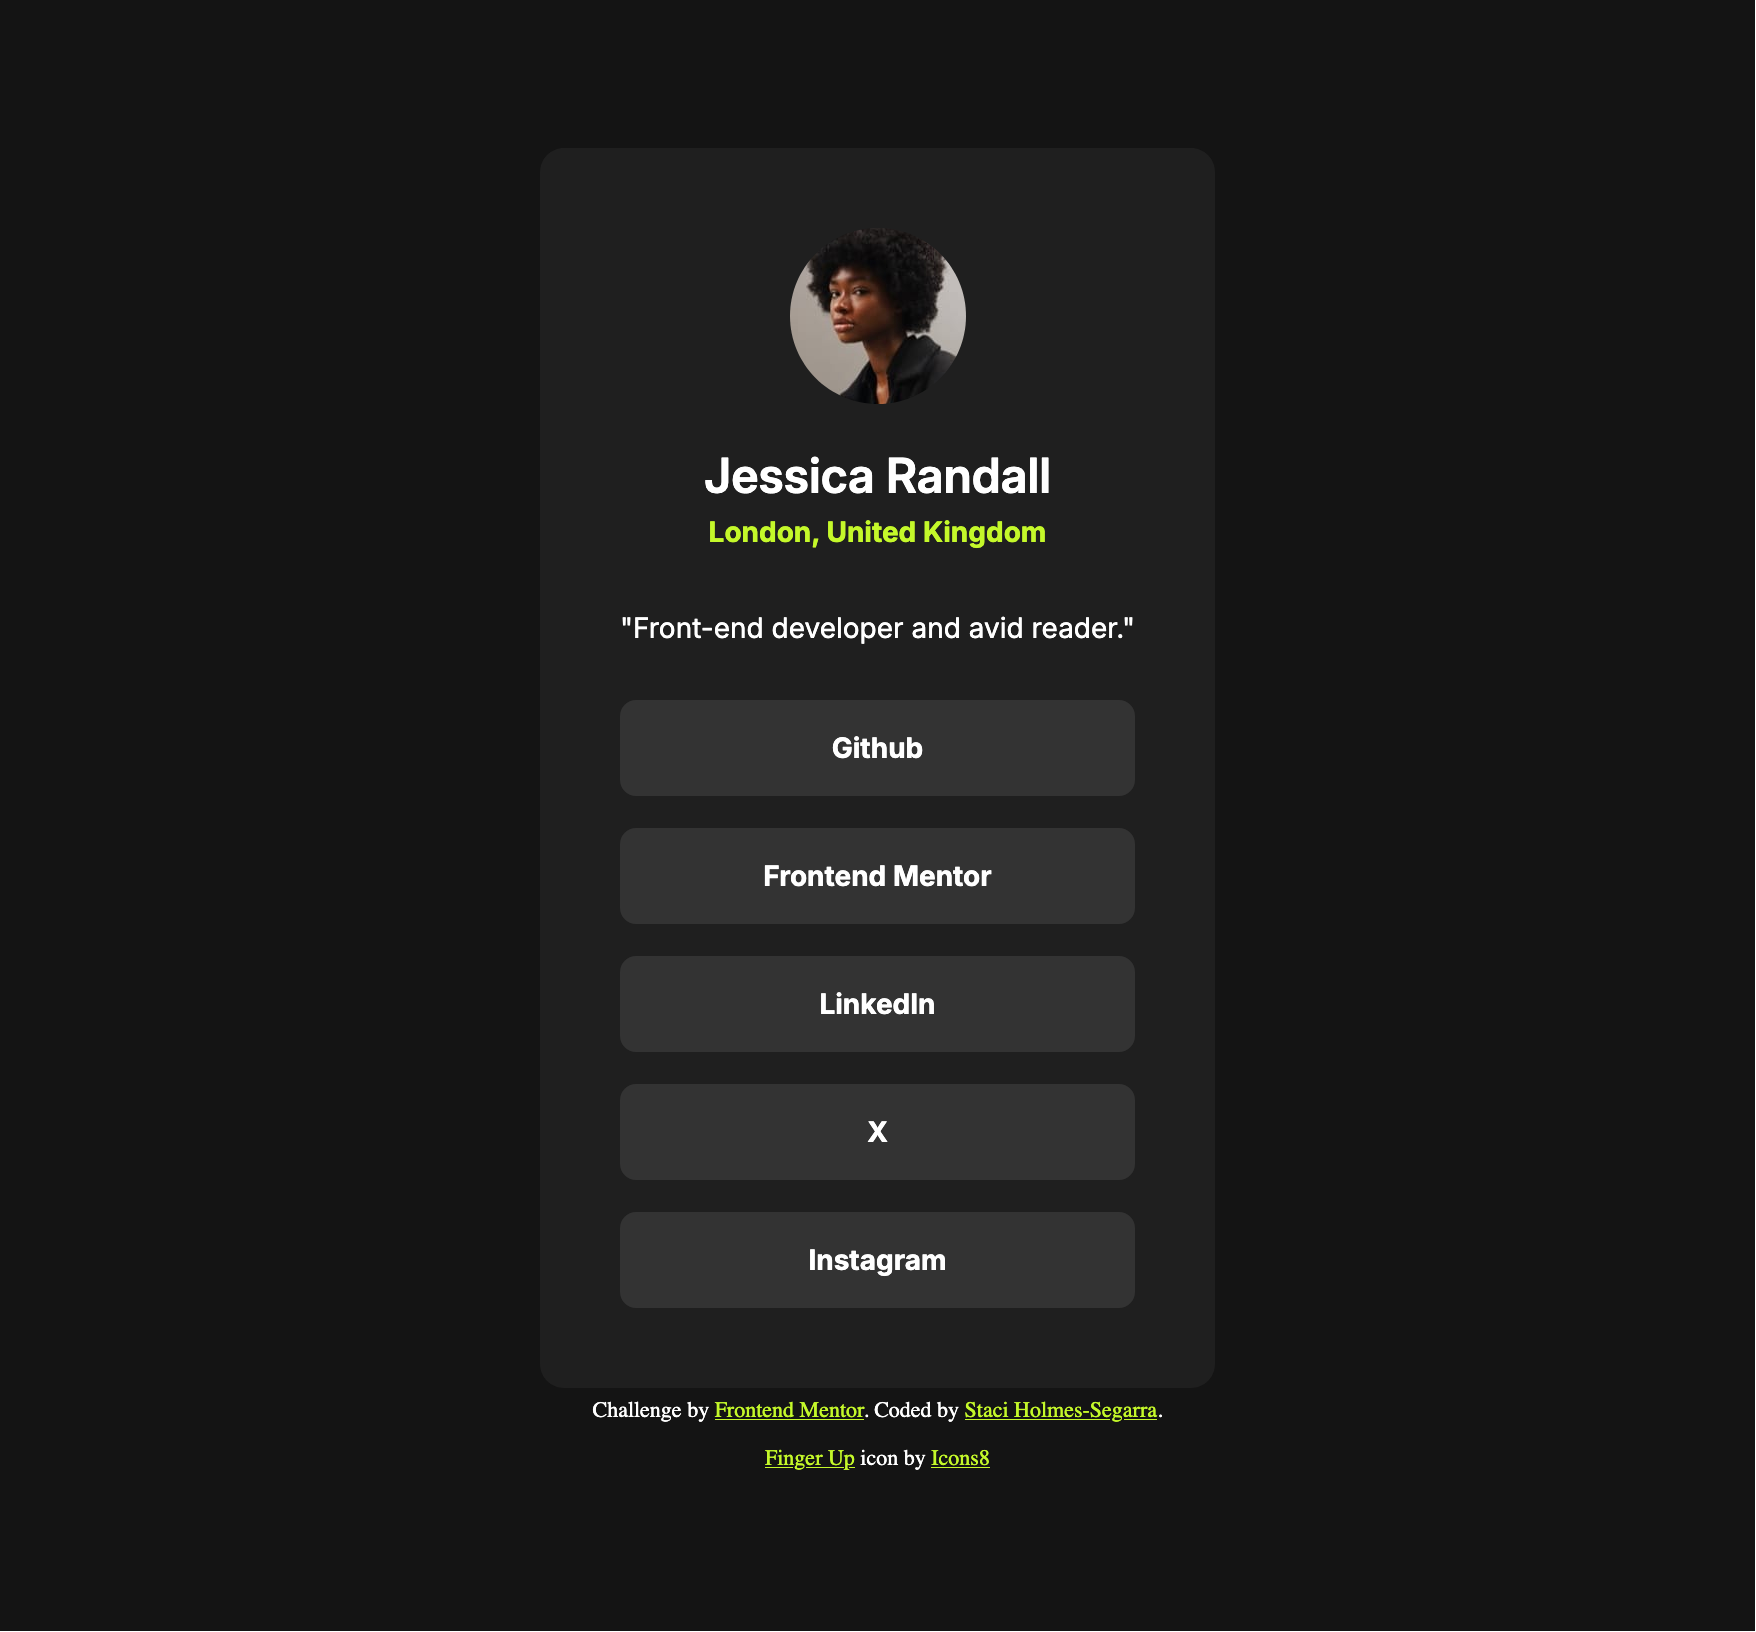 Jessica Randall
London, United Kingdom
"Front-end developer and avid reader."
Github
Frontend Mentor
LinkedIn
X
Instagram
Challenge by Frontend Mentor. Coded by Staci Holmes-Segarra.
Finger Up icon by Icons8